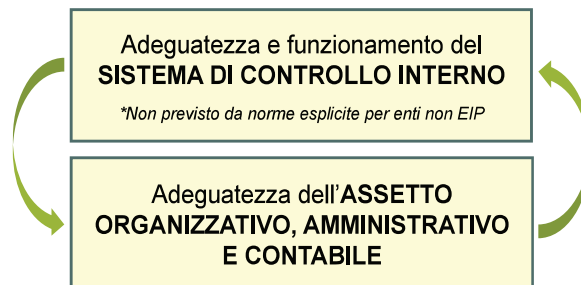 Adeguatezza e funzionamento del
SISTEMA DI CONTROLLO INTERNO
*Non previsto da norme esplicite per enti non EIP
Adeguatezza dell'ASSETTO
ORGANIZZATIVO, AMMINISTRATIVO
E CONTABILE